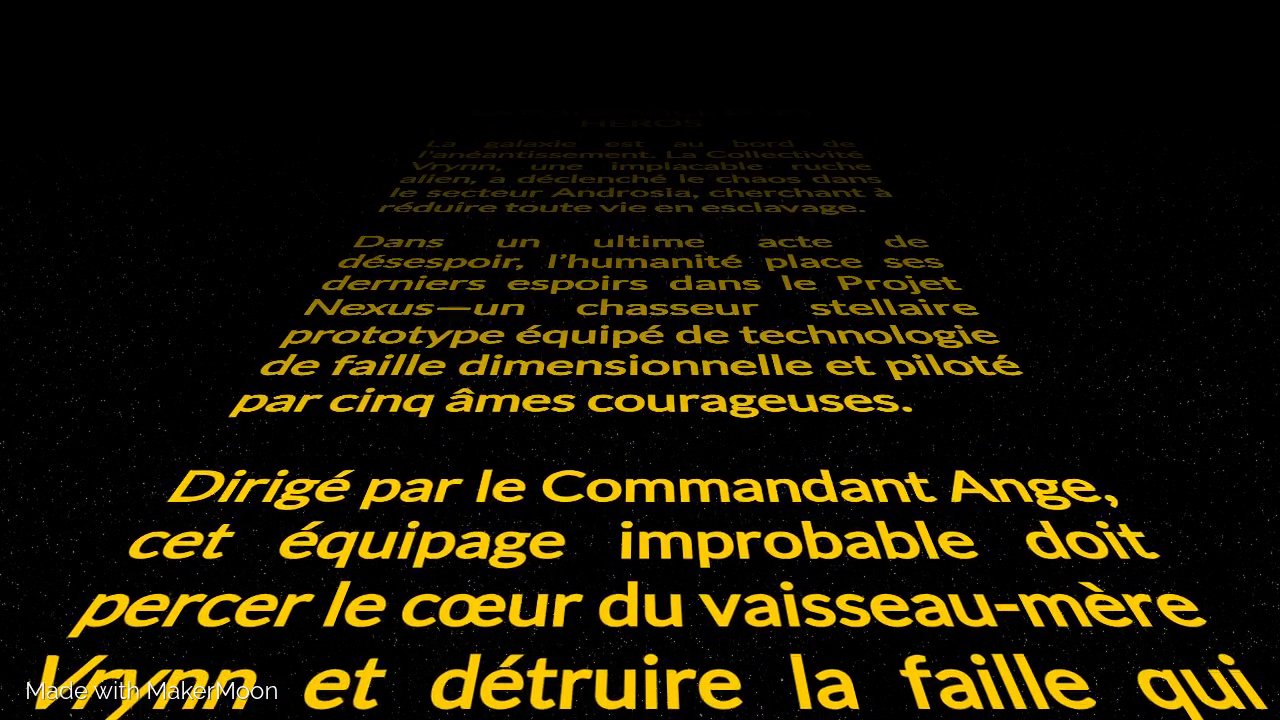 HEROS
La galaxie est au bord de
l'anéantissement. La Collectivité
Vrynn, une implacable ruche
alien, a déclenché le chaos dans
le secteur Androsia, cherchant à
réduire toute vie en esclavage.
Dans un ultime acte de
désespoir, l’humanité place ses
derniers espoirs dans le Projet
Nexus—un chasseur stellaire
prototype équipé de technologie
de faille dimensionnelle et piloté
par cinq âmes courageuses.
Dirigé par le Commandant Ange,
cet équipage improbable doit
percer le cœur du vaisseau-mère
Vrynn et détruire la faille qui
Made with MakerMoon